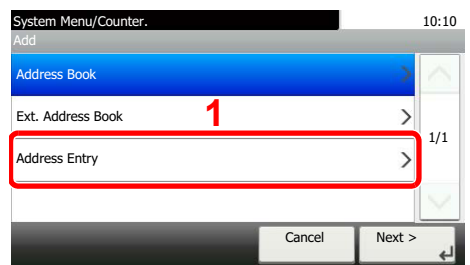 System Menu/Counter. 10:10
Add
Address Book
Ext. Address Book 1
1/1
Address Entry
Cancel Next >